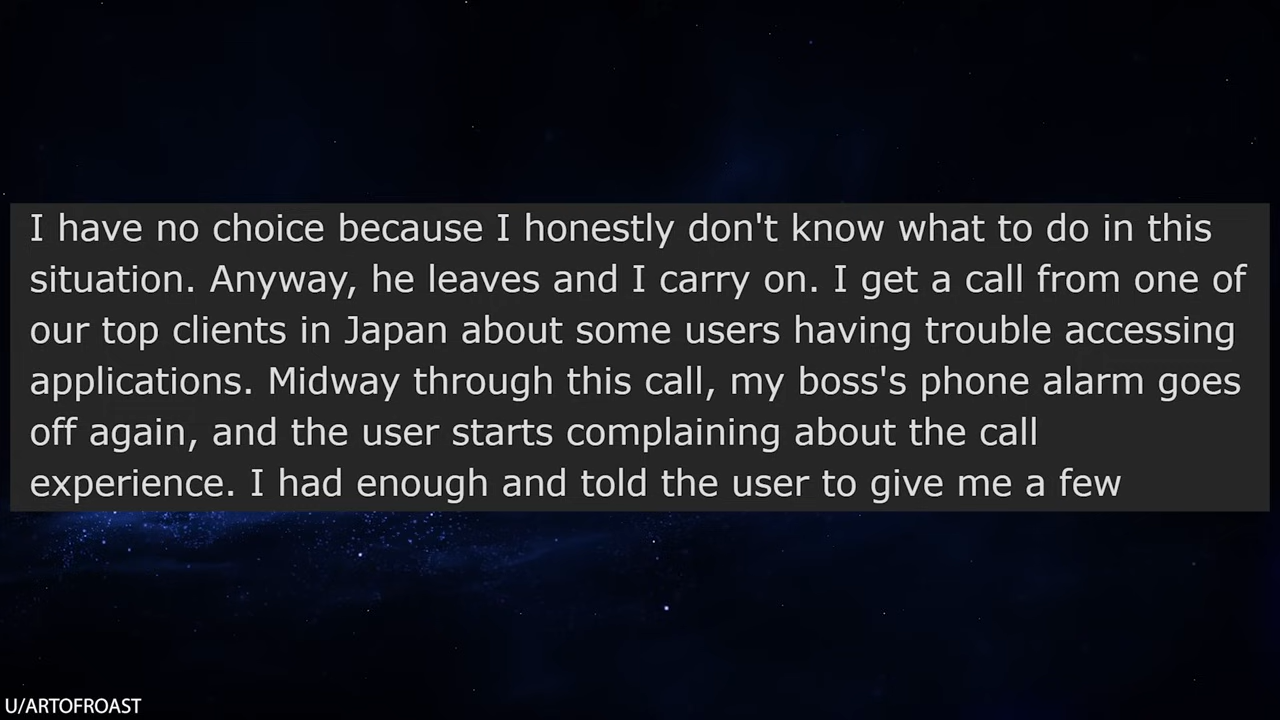 I have no choice because I honestly don't know what to do in this
situation. Anyway, he leaves and I carry on. I get a call from one of
our top clients in Japan about some users having trouble accessing
applications. Midway through this call, my boss's phone alarm goes
off again, and the user starts complaining about the call
experience. I had enough and told the user to give me a few
U/ARTOFROAST